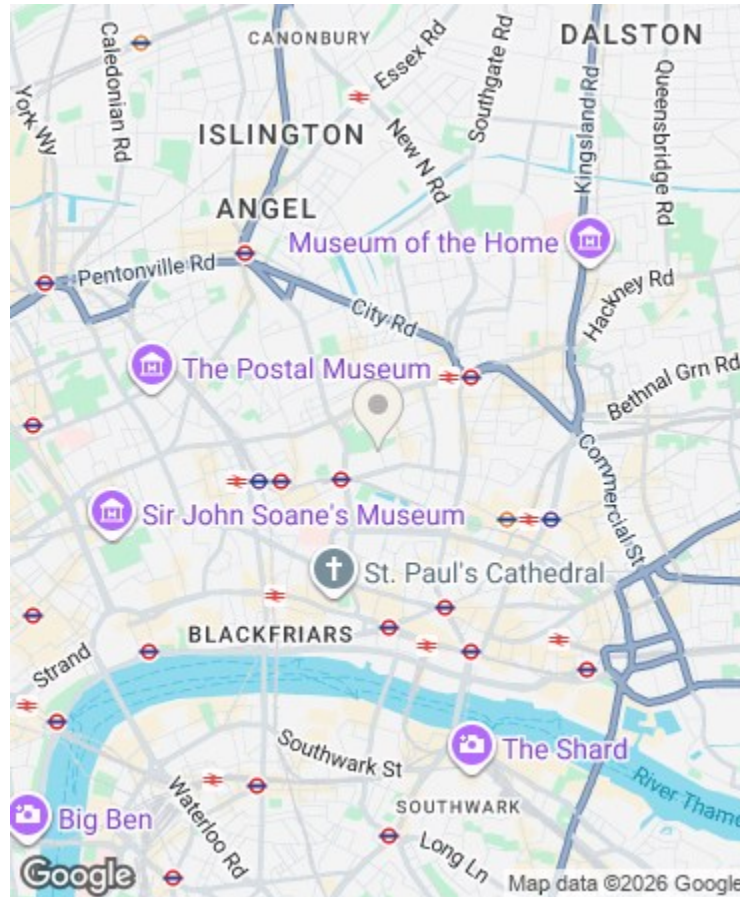 DALSTON
CANONBURY
Caledonian Rd
Essex Rd
Southgate Rd
Queensbridge Rd
York Wy
ISLINGTON
New N Rd
Kingsland Rd
ANGEL
Museum of the Home
Pentonville Rd
City Rd
Hackney Rd
The Postal Museum
Bethnal Grn Rd
Commercial St
Sir John Soane's Museum
St. Paul's Cathedral
BLACKFRIARS
Strand
Southwark St
The Shard
River Thame
Big Ben
Waterloo Rd
SOUTHWARK
Long Ln
Google
Map data ©2026 Google